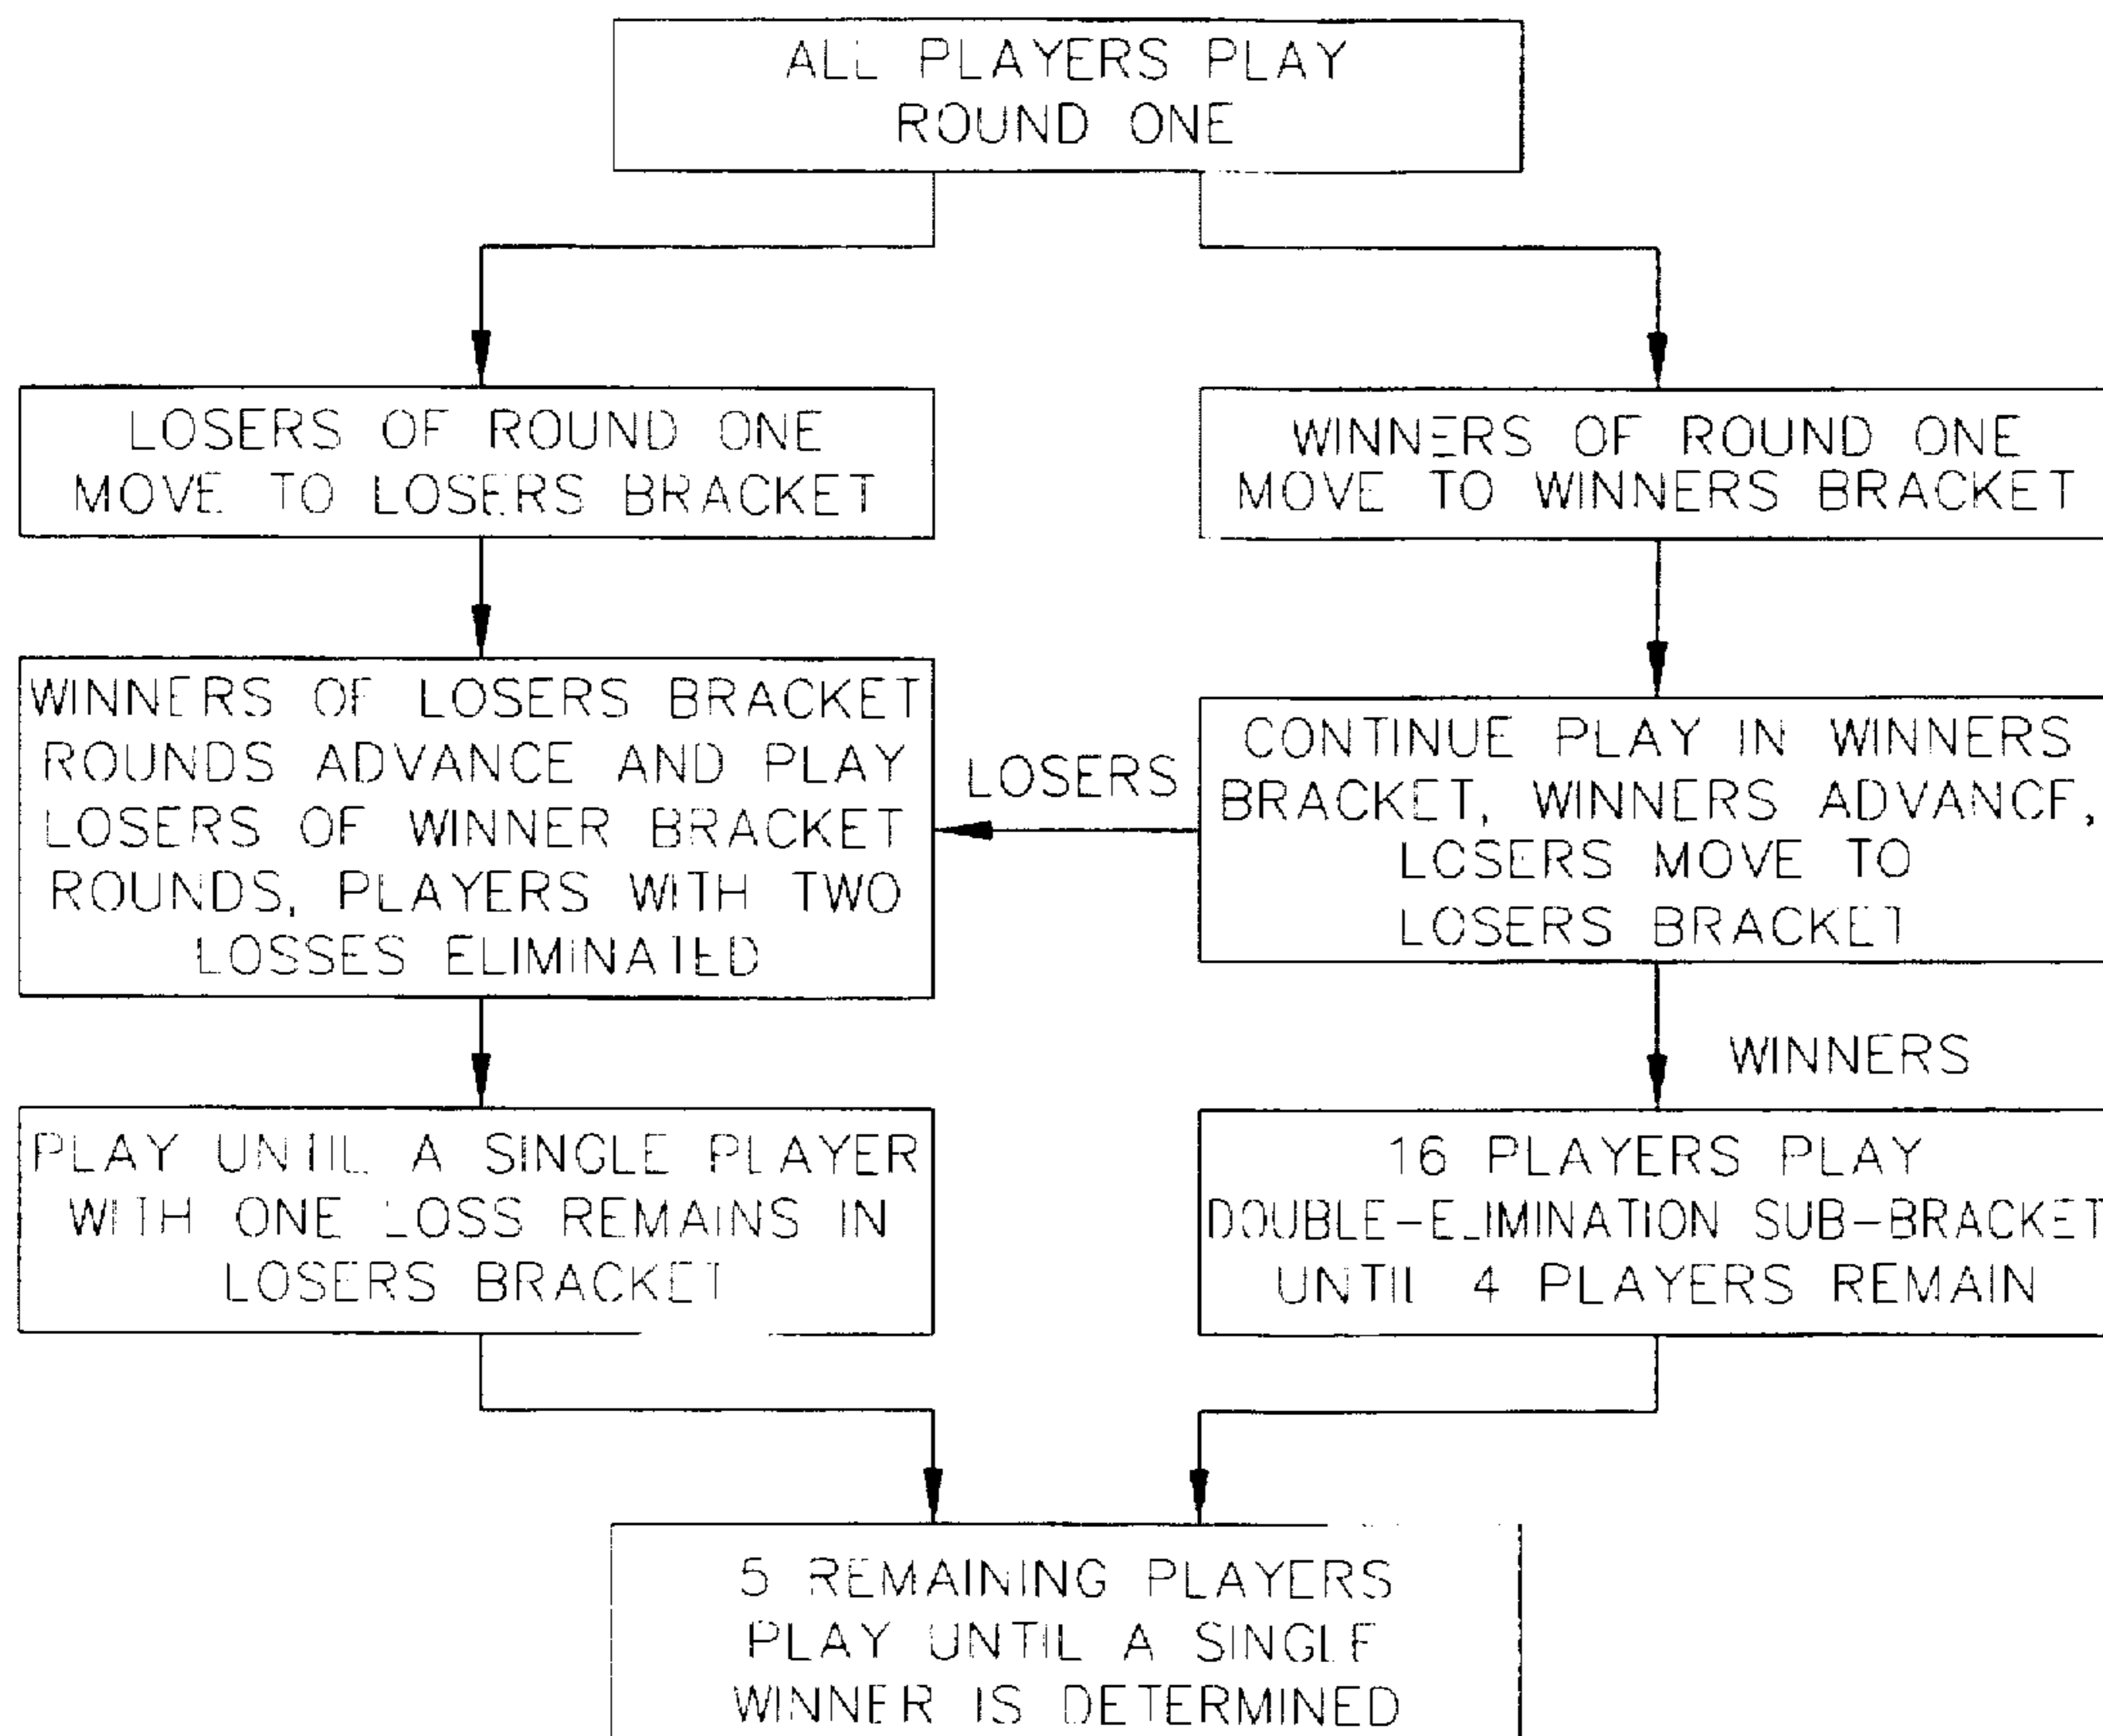 ALL PLAYERS PLAY
ROUND ONE
LOSERS OF ROUND ONE
MOVE TO LOSERS BRACKET
WINNERS OF ROUND ONE
MOVE TO WINNERS BRACKET
WINNERS OF LOSERS BRACKET
ROUNDS ADVANCE AND PLAY
LOSERS OF WINNER BRACKET
ROUNDS, PLAYERS WITH TWO
LOSSES ELIMINATED
LOSERS
CONTINUE PLAY IN WINNERS
BRACKET, WINNERS ADVANCE,
LOSERS MOVE TO
LOSERS BRACKET
WINNERS
PLAY UNTIL A SINGLE PLAYER
WITH ONE LOSS REMAINS IN
LOSERS BRACKET
16 PLAYERS PLAY
DOUBLE-ELIMINATION SUB-BRACKET
UNTIL 4 PLAYERS REMAIN
5 REMAINING PLAYERS
PLAY UNTIL A SINGLE
WINNER IS DETERMINED